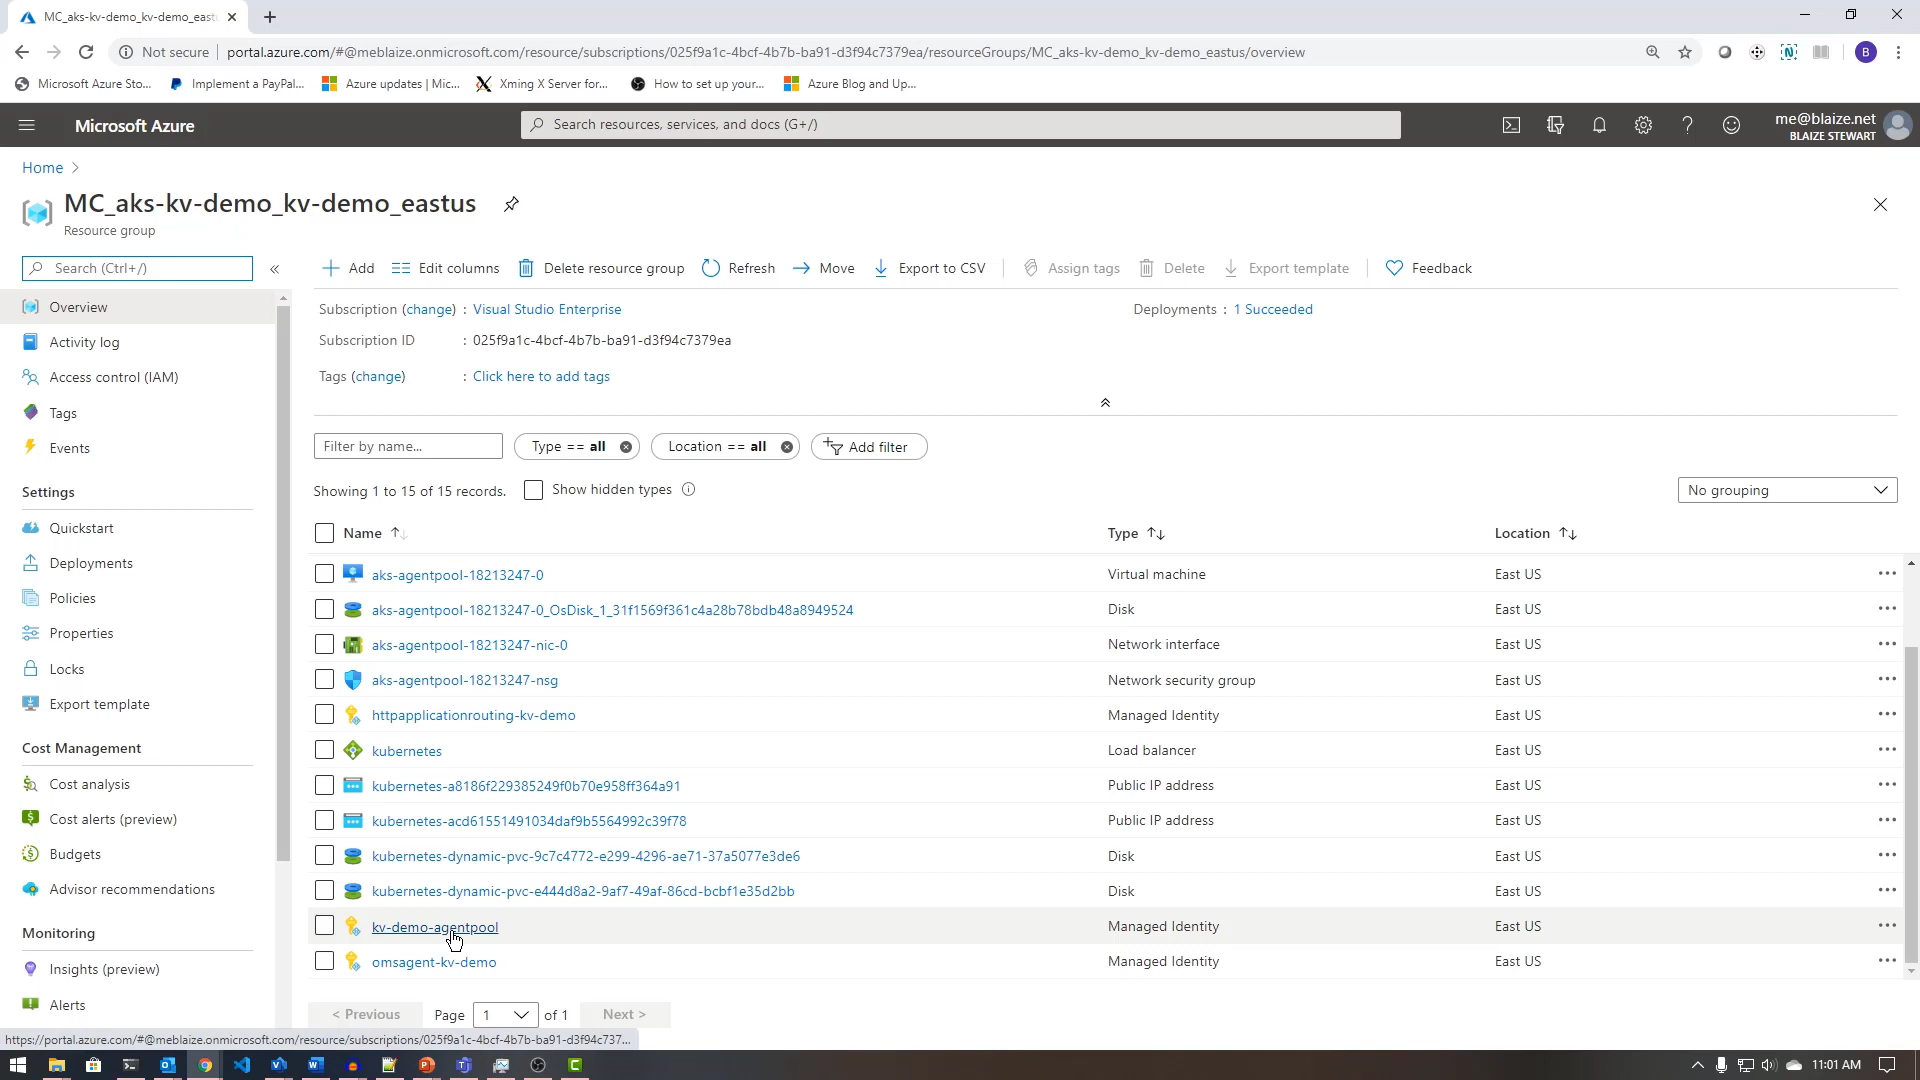 MC_aks-kv-demo_kv-demo_east
Not secure
portal.azure.com/#@meblaize.onmicrosoft.com/resource/subscriptions/025f9a1c-4bcf-4b7b-ba91-d3f94c7379ea/resourceGroups/MC_aks-kv-demo_kv-demo_eastus/overview
B
Microsoft Azure Sto...
Implement a PayPal...
Azure updates | Mic...
Xming X Server for...
How to set up your...
Azure Blog and Up...
Microsoft Azure
Search resources, services, and docs (G+/)
me@blaize.net
BLAIZE STEWART
Home >
MC_aks-kv-demo_kv-demo_eastus
Resource group
Search (Ctrl+/)
Add
Edit columns
Delete resource group
Refresh
Move
Export to CSV
Assign tags
Delete
Export template
Feedback
Overview
Activity log
Access control (IAM)
Tags
Events
Settings
Quickstart
Deployments
Policies
Properties
Locks
Export template
Cost Management
Cost analysis
Cost alerts (preview)
Budgets
Advisor recommendations
Monitoring
Insights (preview)
Alerts
Subscription (change) : Visual Studio Enterprise
Deployments : 1 Succeeded
Subscription ID : 025f9a1c-4bcf-4b7b-ba91-d3f94c7379ea
Tags (change) : Click here to add tags
Filter by name...
Type == all
Location == all
Add filter
Showing 1 to 15 of 15 records.
Show hidden types
No grouping
Name Type Location
aks-agentpool-18213247-0 Virtual machine East US
aks-agentpool-18213247-0_OsDisk_1_31f1569f361c4a28b78bdb48a8949524 Disk East US
aks-agentpool-18213247-nic-0 Network interface East US
aks-agentpool-18213247-nsg Network security group East US
httpapplicationrouting-kv-demo Managed Identity East US
kubernetes Load balancer East US
kubernetes-a8186f229385249f0b70e958ff364a91 Public IP address East US
kubernetes-acd61551491034daf9b5564992c39f78 Public IP address East US
kubernetes-dynamic-pvc-9c7c4772-e299-4296-ae71-37a5077e3de6 Disk East US
kubernetes-dynamic-pvc-e444d8a2-9af7-49af-86cd-bcbf1e35d2bb Disk East US
kv-demo-agentpool Managed Identity East US
omsagent-kv-demo Managed Identity East US
< Previous
Page 1 of 1
Next >
https://portal.azure.com/#@meblaize.onmicrosoft.com/resource/subscriptions/025f9a1c-4bcf-4b7b-ba91-d3f94c737...
11:01 AM